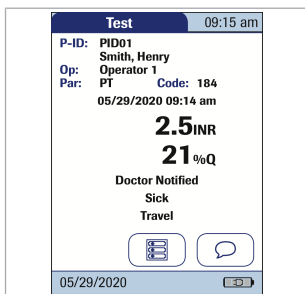 Test 09:15 am
P-ID: PID01
Smith, Henry
Op: Operator 1
Par: PT Code: 184
05/29/2020 09:14 am
2.5INR
21%Q
Doctor Notified
Sick
Travel
05/29/2020